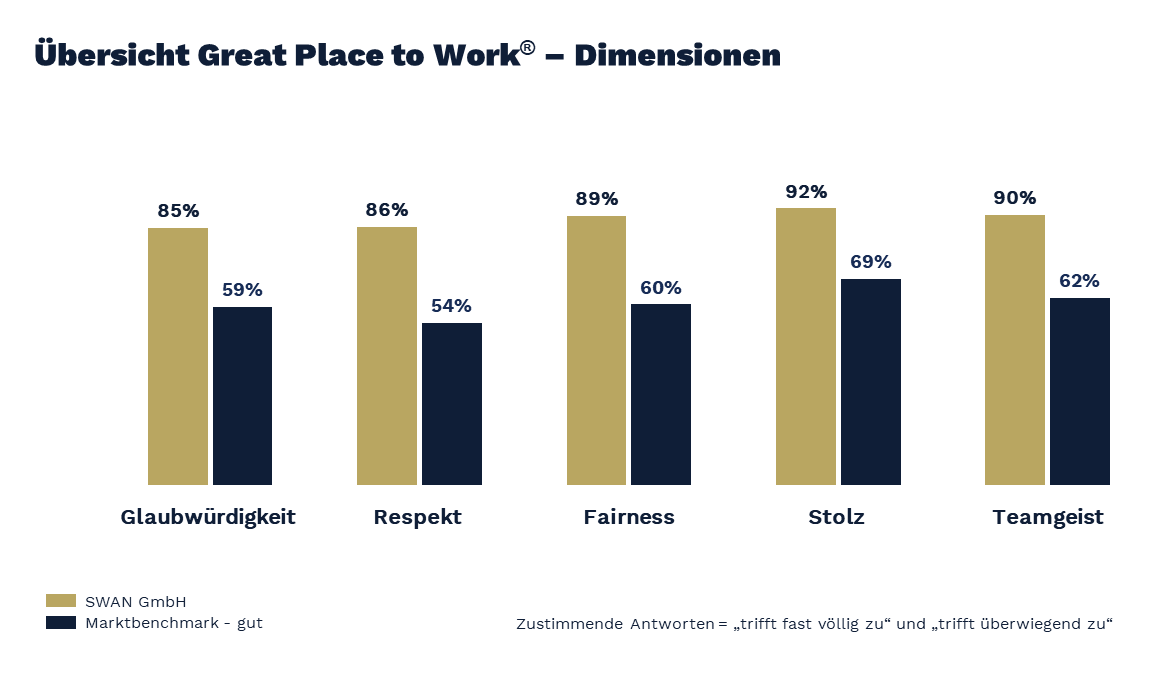 Übersicht Great Place to Work® – Dimensionen
85%
59%
86%
54%
89%
60%
92%
69%
90%
62%
Glaubwürdigkeit
Respekt
Fairness
Stolz
Teamgeist
SWAN GmbH
Marktbenchmark - gut
Zustimmende Antworten = „trifft fast völlig zu“ und „trifft überwiegend zu“